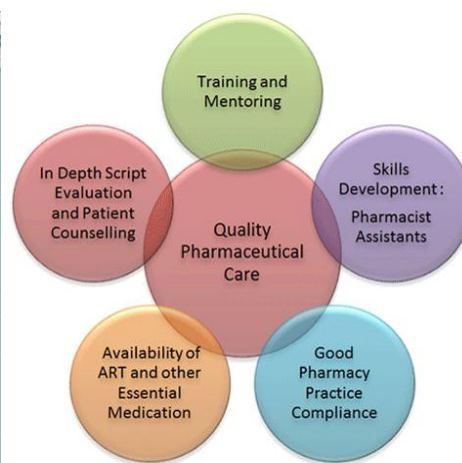 Training and
Mentoring
In Depth Script
Evaluation
and Patient
Counselling
Skills
Development :
Pharmacist
Assistants
Quality
Pharmaceutical
Care
Availability of
ART and other
Essential
Medication
Good
Pharmacy
Practice
Compliance